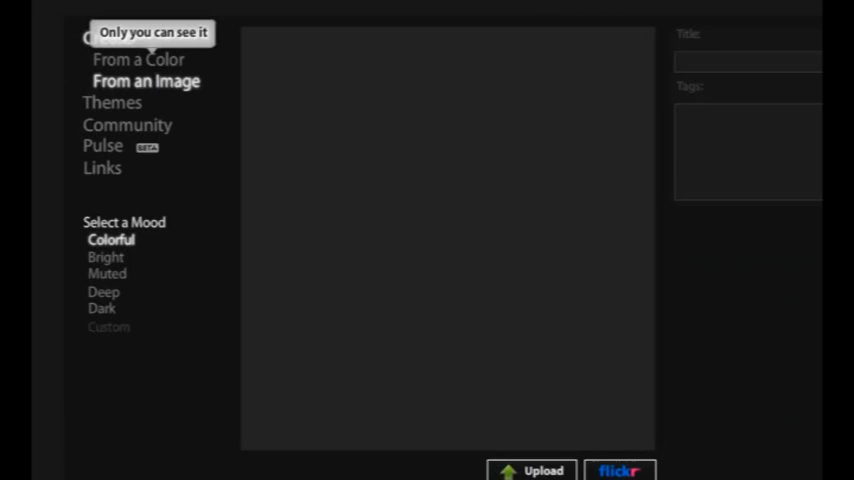 Only you can see it
From a Color
From an Image
Themes
Community
Pulse BETA
Links
Select a Mood
Colorful
Bright
Muted
Deep
Dark
Custom
Title:
Tags:
Upload
flickr